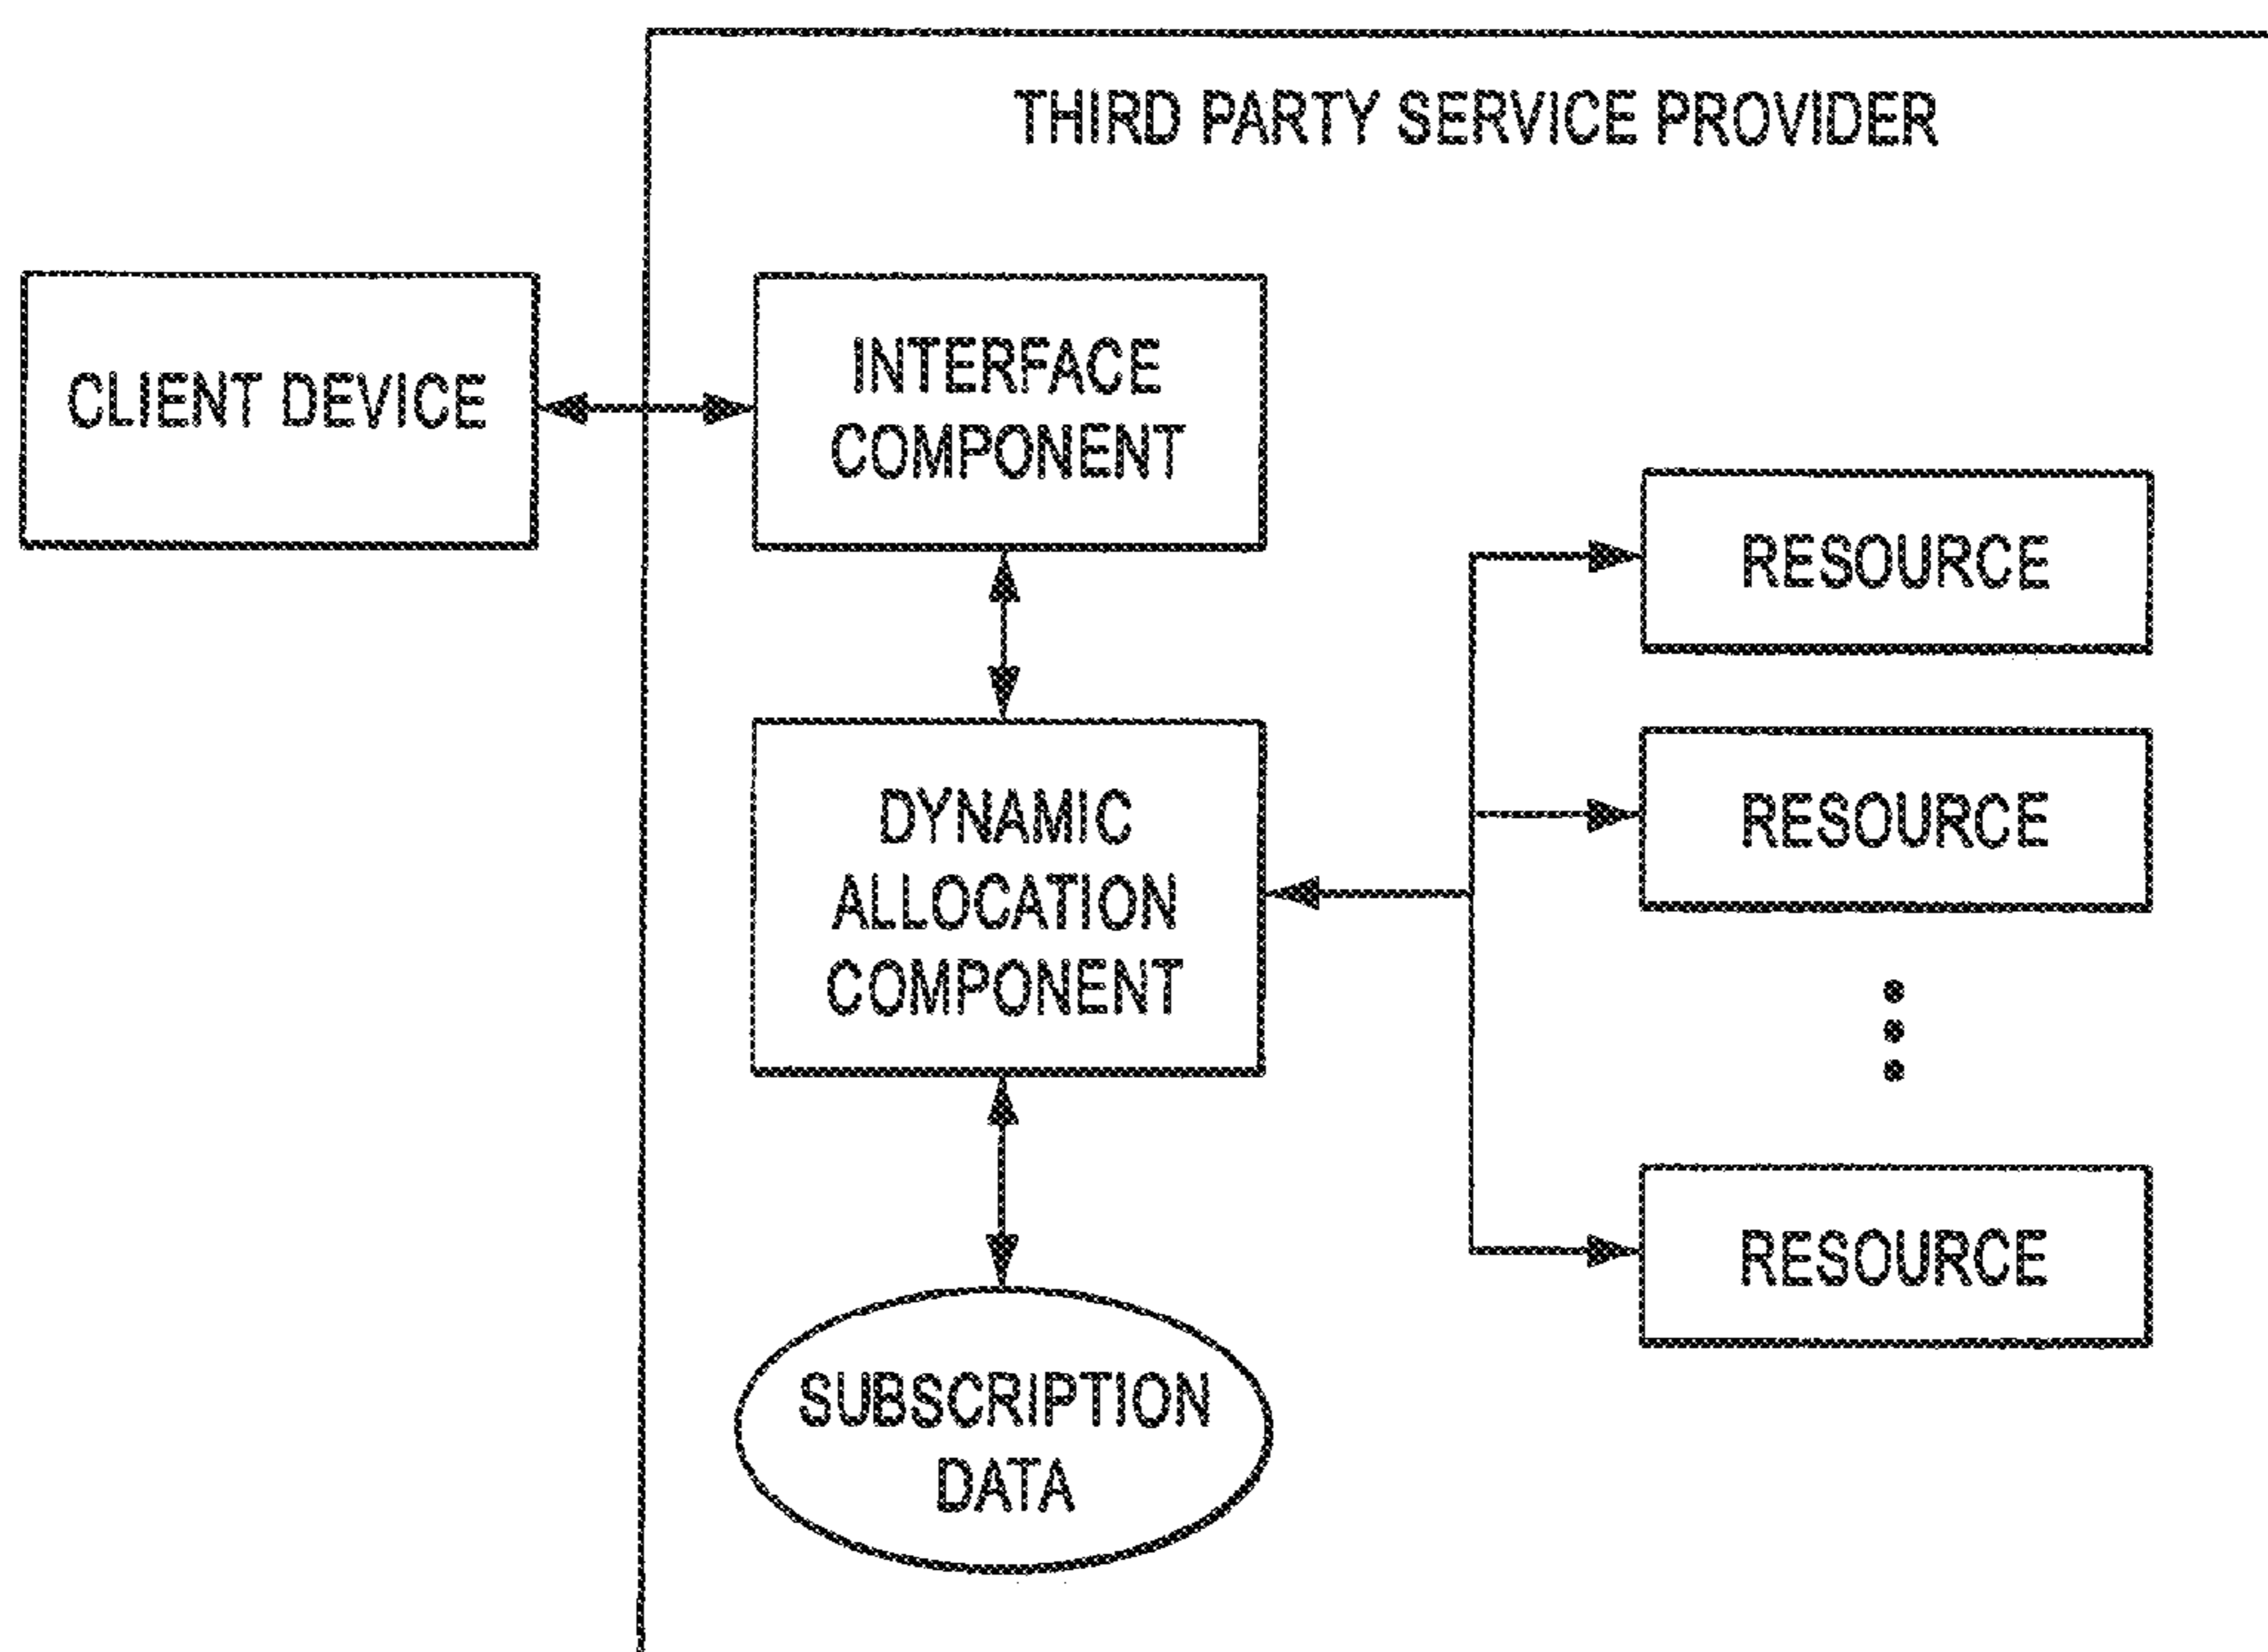 THIRD PARTY SERVICE PROVIDER
CLIENT DEVICE
INTERFACE
COMPONENT
RESOURCE
DYNAMIC
ALLOCATION
COMPONENT
RESOURCE
RESOURCE
SUBSCRIPTION
DATA